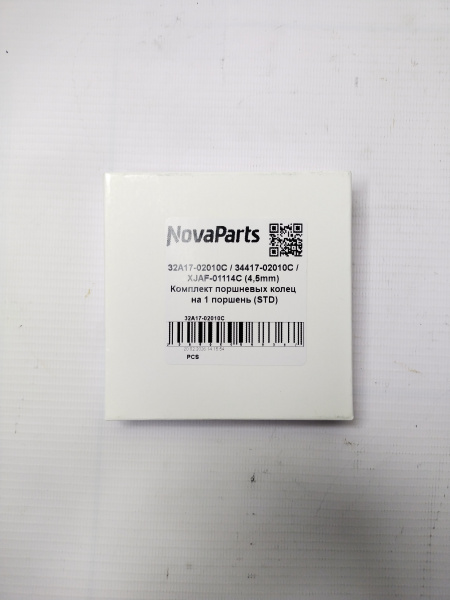 NovaParts
32A17-02010C / 34417-02010C /
XJAF-01114C (4,5mm)
Комплект поршневых колец
на 1 поршень (STD)
32A17-02010C
PCS